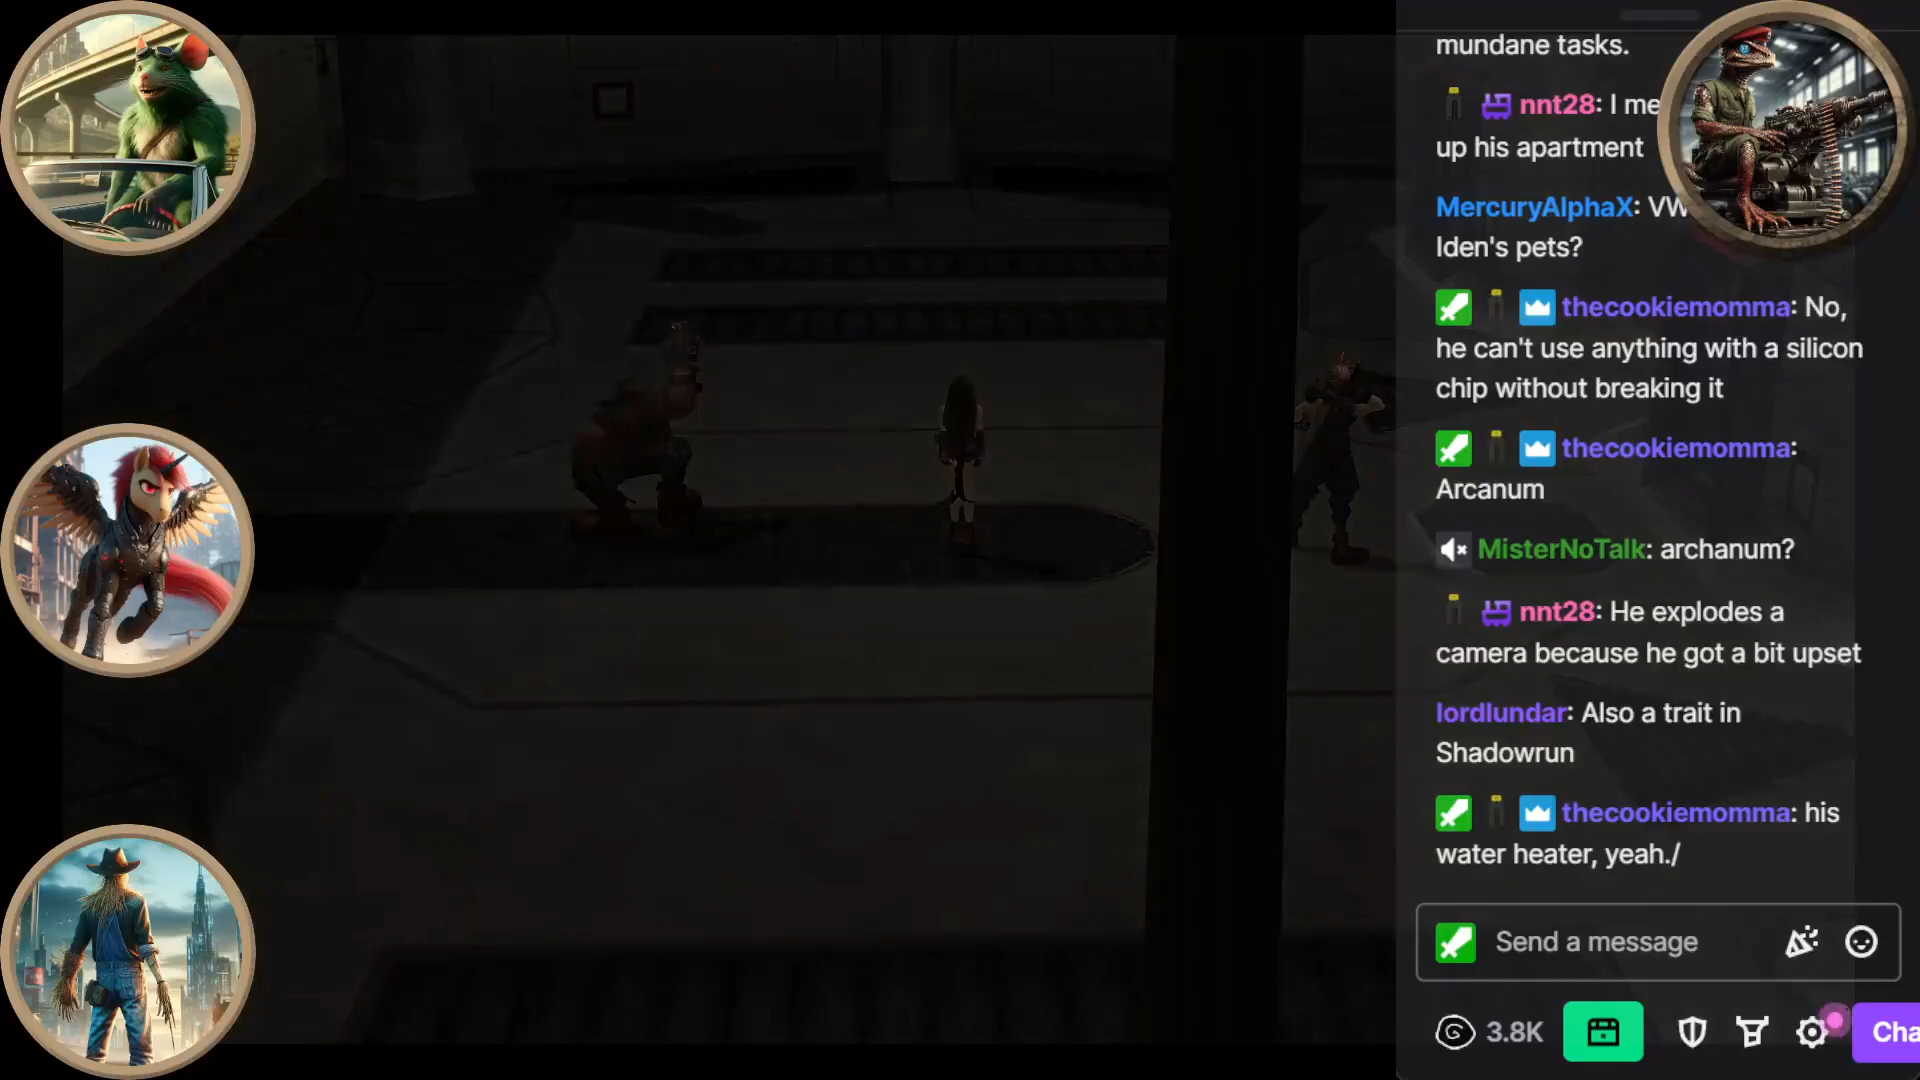 mundane tasks.
nnt28: I me
up his apartment
MercuryAlphaX: VW
Iden's pets?
thecookiemomma: No,
he can't use anything with a silicon
chip without breaking it
thecookiemomma:
Arcanum
MisterNoTalk: archanum?
nnt28: He explodes a
camera because he got a bit upset
lordlundar: Also a trait in
Shadowrun
thecookiemomma: his
water heater, yeah./
Send a message
3.8K
Cha